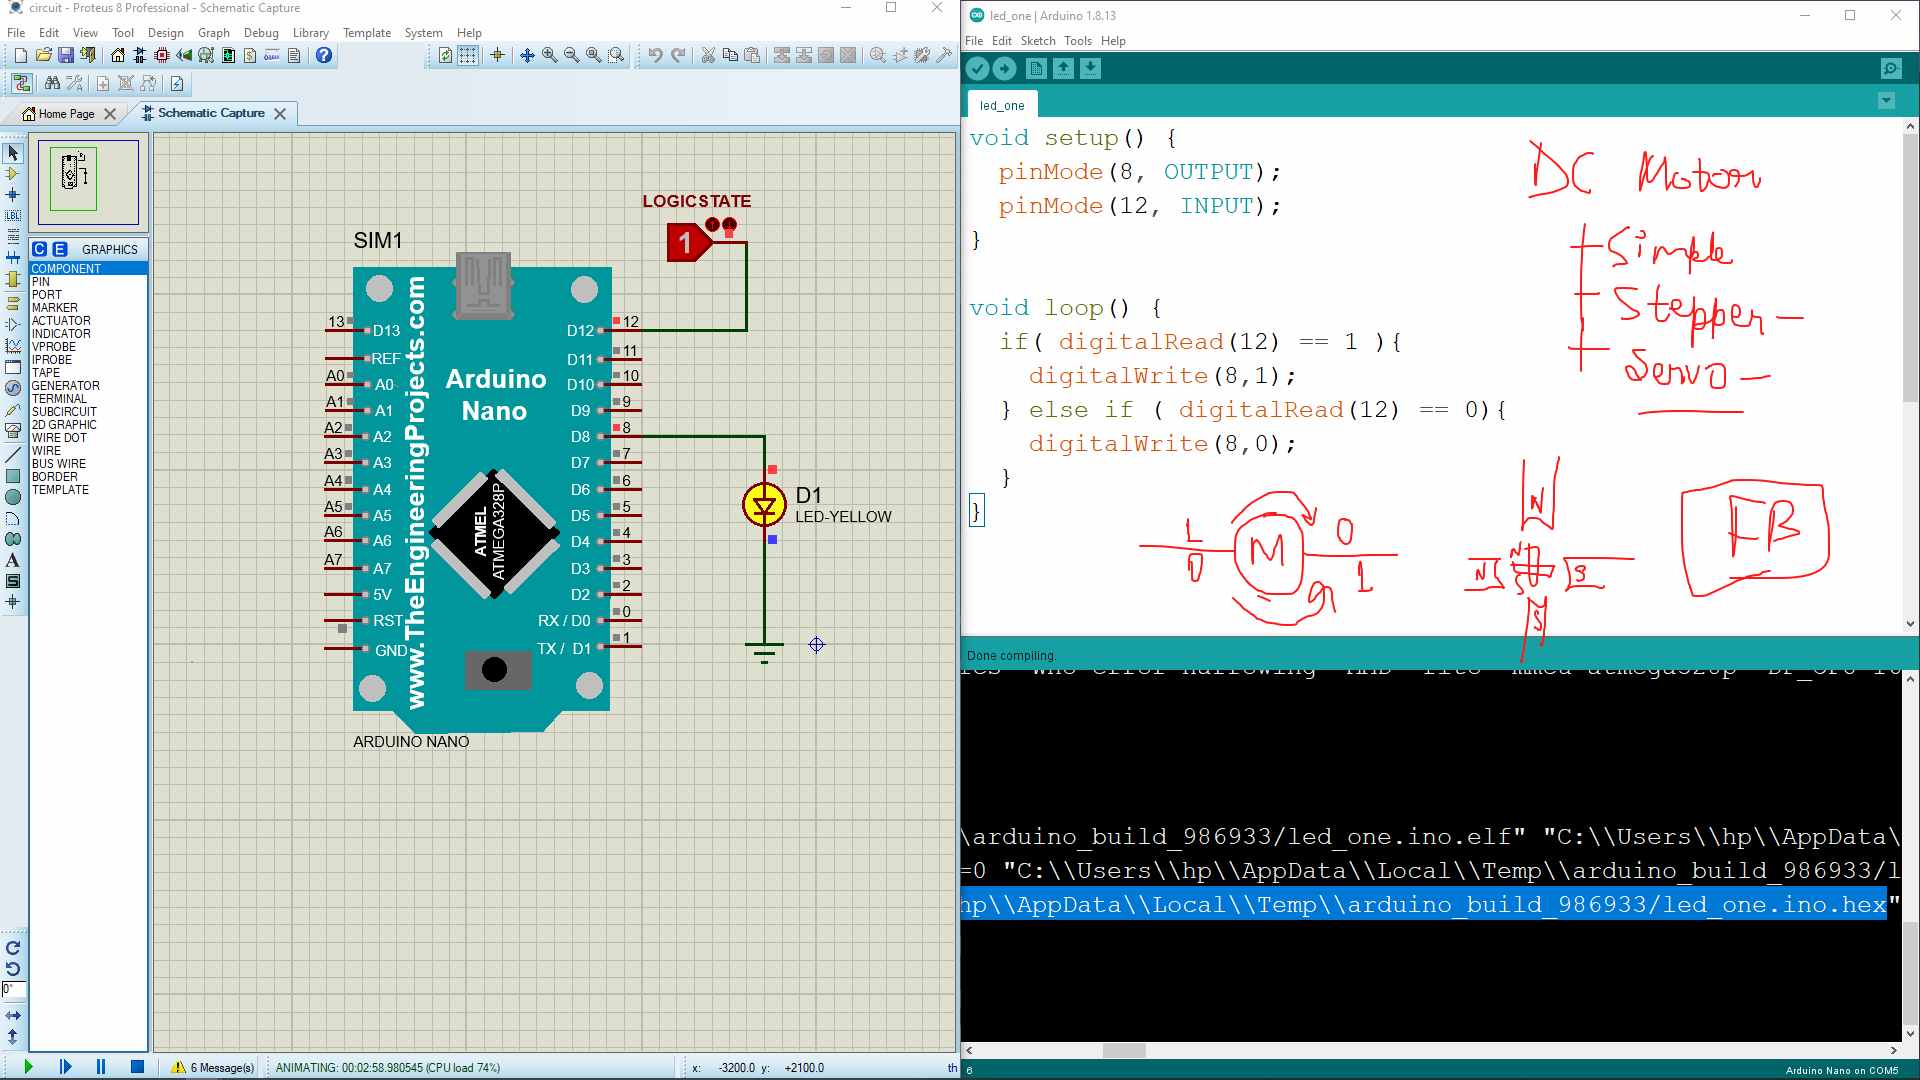 circuit - Proteus 8 Professional - Schematic Capture
File Edit View Tool Design Graph Debug Library Template System Help
Home Page
Schematic Capture
GRAPHICS
COMPONENT
PIN
PORT
MARKER
ACTUATOR
INDICATOR
VPROBE
IPROBE
TAPE
GENERATOR
TERMINAL
SUBCIRCUIT
2D GRAPHIC
WIRE DOT
WIRE
BUS WIRE
BORDER
TEMPLATE
C E
LBL
A
S
0°
LOGICSTATE
1
SIM1
www.TheEngineeringProjects.com
Arduino
Nano
ATMEL
ATMEGA328P
13 D13
REF
A0 A0
A1 A1
A2 A2
A3 A3
A4 A4
A5 A5
A6 A6
A7 A7
5V
RST
GND
D12 12
D11 11
D10 10
D9 9
D8 8
D7 7
D6 6
D5 5
D4 4
D3 3
D2 2
RX / D0 0
TX / D1 1
ARDUINO NANO
D1
LED-YELLOW
6 Message(s)
ANIMATING: 00:02:58.980545 (CPU load 74%)
x: -3200.0 y: +2100.0 th
led_one | Arduino 1.8.13
File Edit Sketch Tools Help
led_one
void setup() {
pinMode(8, OUTPUT);
pinMode(12, INPUT);
}
void loop() {
if( digitalRead(12) == 1 ){
digitalWrite(8,1);
} else if ( digitalRead(12) == 0){
digitalWrite(8,0);
}
}
DC Motor
Simple
Stepper
Servo
1 M 0
0 1
N
N N S
S
S
FB
Done compiling.
\arduino_build_986933/led_one.ino.elf" "C:\\Users\\hp\\AppData\
=0 "C:\\Users\\hp\\AppData\\Local\\Temp\\arduino_build_986933/l
hp\\AppData\\Local\\Temp\\arduino_build_986933/led_one.ino.hex"
6
Arduino Nano on COM5